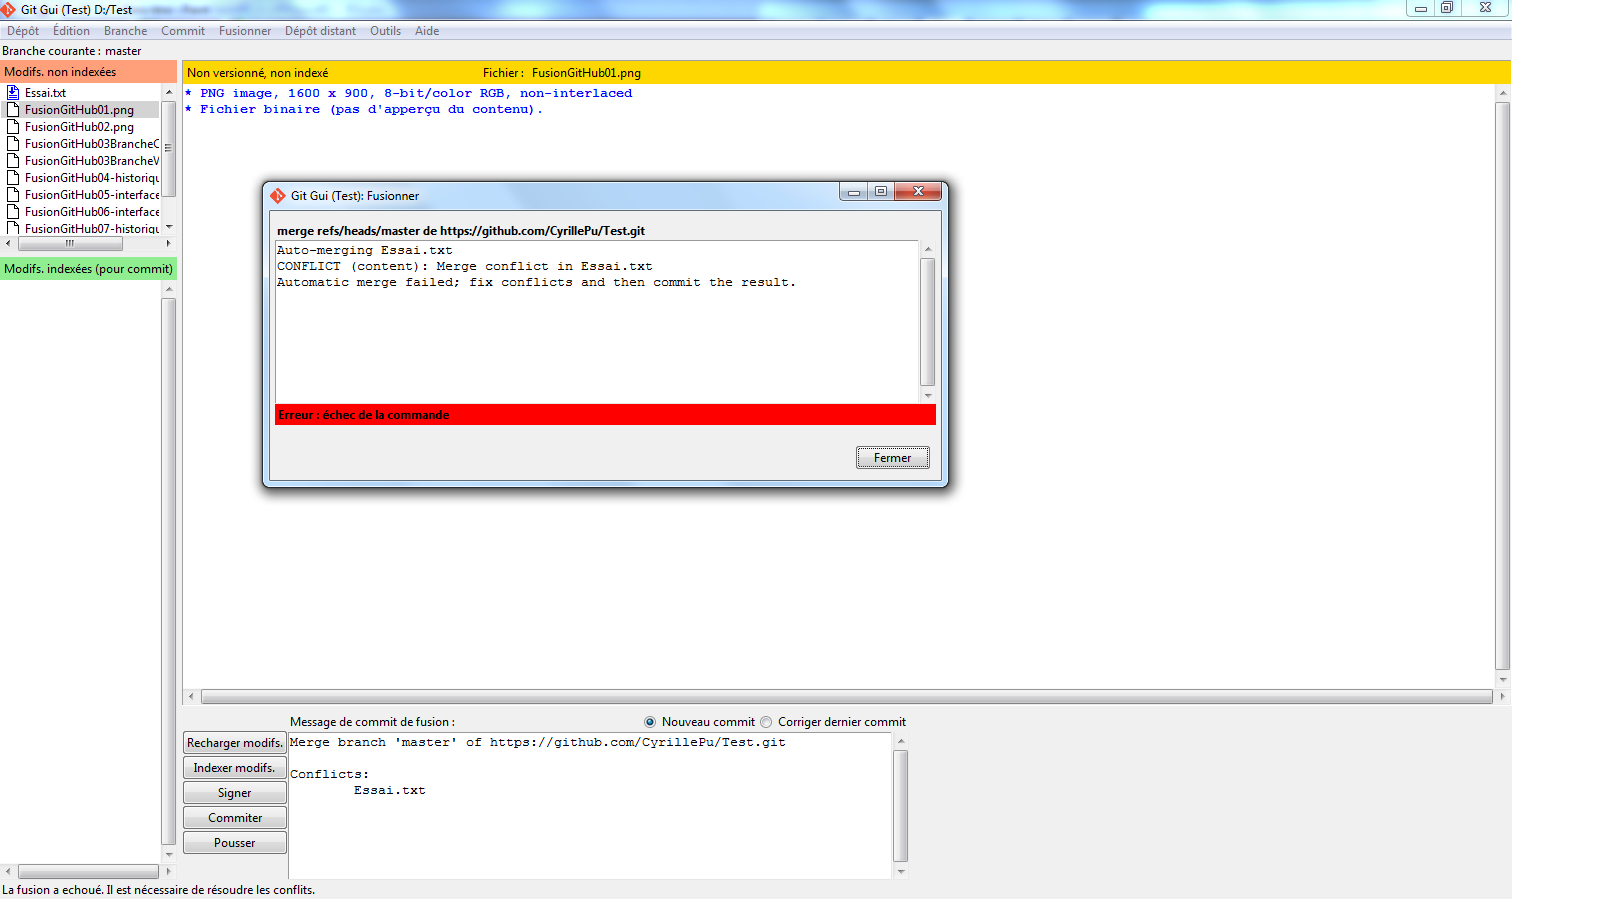 Git Gui (Test) D:/Test
Dépôt Édition Branche Commit Fusionner Dépôt distant Outils Aide
Branche courante : master
Modifs. non indexées
Essai.txt
FusionGitHub01.png
FusionGitHub02.png
FusionGitHub03BrancheC
FusionGitHub03BrancheV
FusionGitHub04-historiqu
FusionGitHub05-interface
FusionGitHub06-interface
FusionGitHub07-historiqu
Modifs. indexées (pour commit)
Non versionné, non indexé Fichier : FusionGitHub01.png
* PNG image, 1600 x 900, 8-bit/color RGB, non-interlaced
* Fichier binaire (pas d'apperçu du contenu).
Git Gui (Test): Fusionner
merge refs/heads/master de https://github.com/CyrillePu/Test.git
Auto-merging Essai.txt
CONFLICT (content): Merge conflict in Essai.txt
Automatic merge failed; fix conflicts and then commit the result.
Erreur : échec de la commande
Fermer
Message de commit de fusion : Nouveau commit Corriger dernier commit
Recharger modifs.
Indexer modifs.
Signer
Commiter
Pousser
Merge branch 'master' of https://github.com/CyrillePu/Test.git
Conflicts:
Essai.txt
La fusion a echoué. Il est nécessaire de résoudre les conflits.